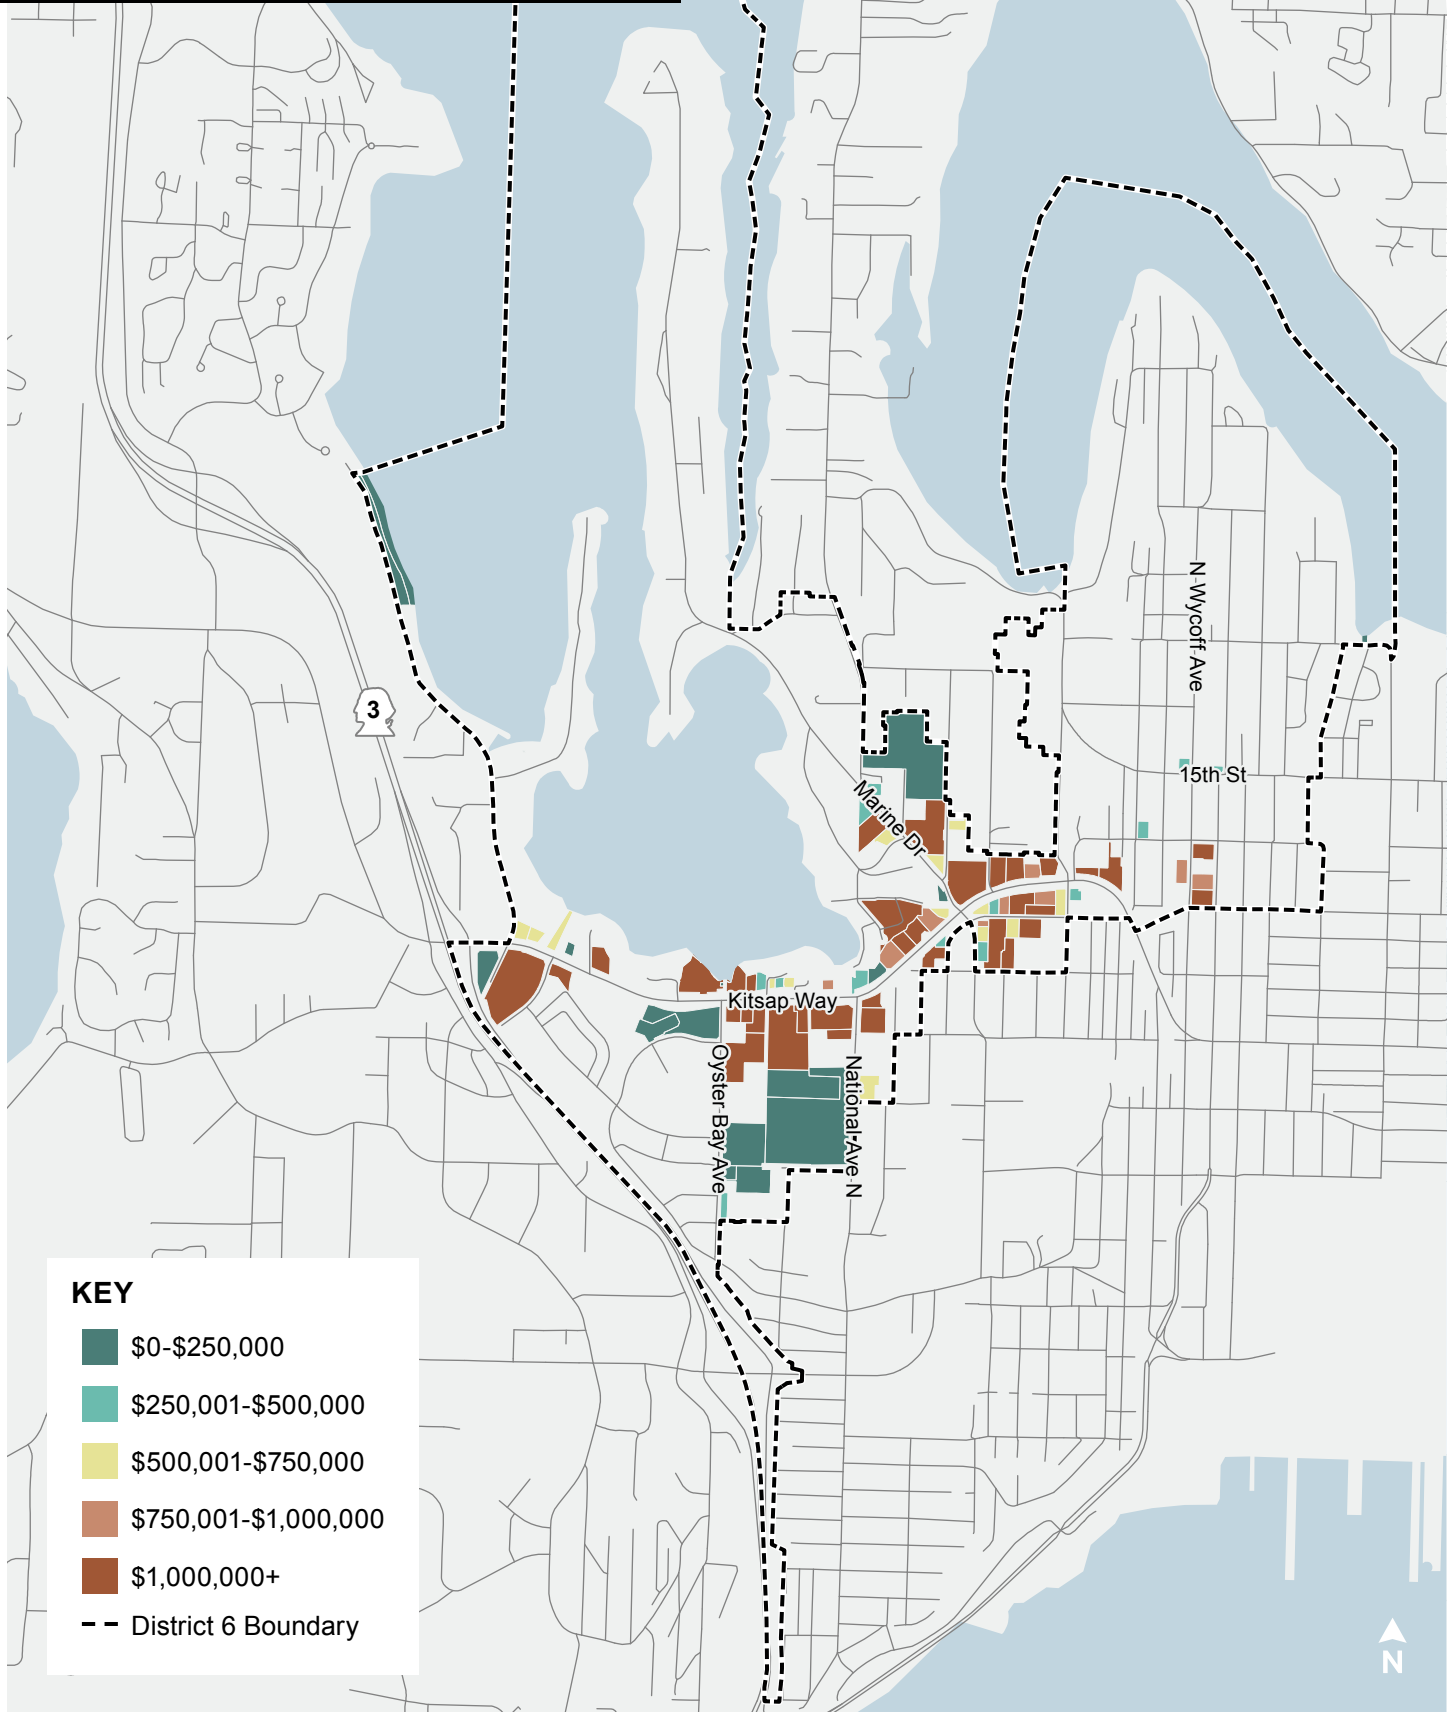 N-Wycoff-Ave
3
15th St
Marine Dr
Kitsap Way
Oyster-Bay-Ave
National-Ave-N
KEY
$0-$250,000
$250,001-$500,000
$500,001-$750,000
$750,001-$1,000,000
$1,000,000+
District 6 Boundary
N